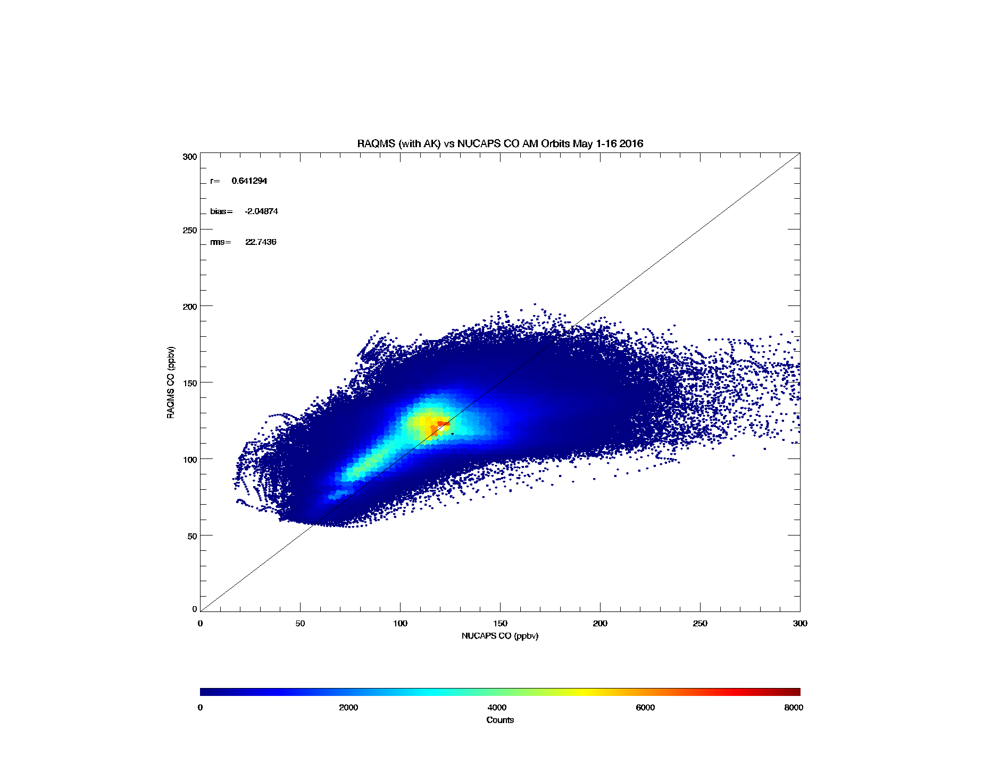 RAQMS (with AK) vs NUCAPS CO AM Orbits May 1-16 2016
300
r= 0.641294
bias= -2.04874
250
rms= 22.7436
200
150
RAQMS CO (ppbv)
100
50
0
0 50 100 150 200 250 300
NUCAPS CO (ppbv)
0 2000 4000 6000 8000
Counts